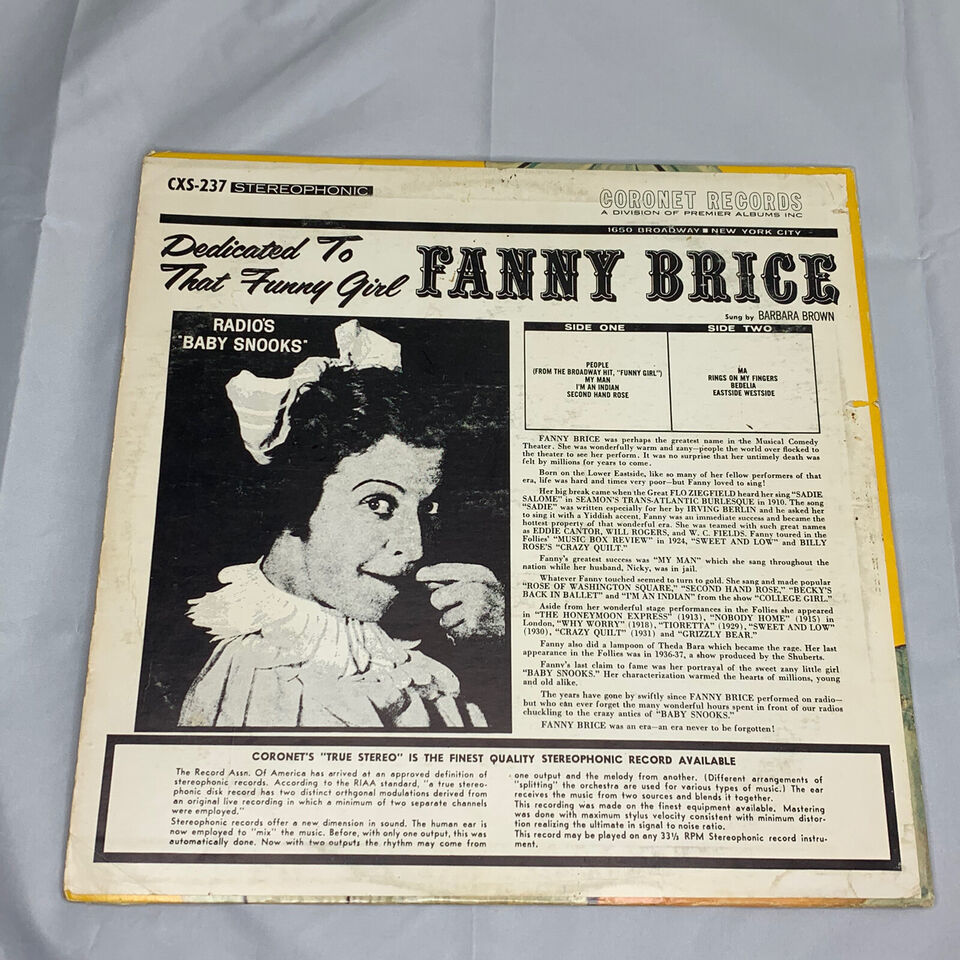 CXS-237 STEREOPHONIC
CORONET RECORDS
A DIVISION OF PREMIER ALBUMS INC
1650 BROADWAY ■ NEW YORK CITY
Dedicated To
That Funny Girl
FANNY BRICE
Sung by BARBARA BROWN
RADIO'S
"BABY SNOOKS"
SIDE ONE
PEOPLE
(FROM THE BROADWAY HIT, "FUNNY GIRL")
MY MAN
I'M AN INDIAN
SECOND HAND ROSE
SIDE TWO
MA
RINGS ON MY FINGERS
BEDELIA
EASTSIDE WESTSIDE
FANNY BRICE was perhaps the greatest name in the Musical Comedy
Theater. She was wonderfully warm and zany—people the world over flocked to
the theater to see her perform. It was no surprise that her untimely death was
felt by millions for years to come.
Born on the Lower Eastside, like so many of her fellow performers of that
era, life was hard and times very poor—but Fanny loved to sing!
Her big break came when the Great FLO ZIEGFIELD heard her sing "SADIE
SALOME" in SEAMON'S TRANS-ATLANTIC BURLESQUE in 1910. The song
"SADIE" was written especially for her by IRVING BERLIN and he asked her
to sing it with a Yiddish accent. Fanny was an immediate success and became the
hottest property of that wonderful era. She was teamed with such great names
as EDDIE CANTOR, WILL ROGERS, and W. C. FIELDS. Fanny toured in the
Follies' "MUSIC BOX REVIEW" in 1924, "SWEET AND LOW" and BILLY
ROSE'S "CRAZY QUILT."
Fanny's greatest success was "MY MAN" which she sang throughout the
nation while her husband, Nicky, was in jail.
Whatever Fanny touched seemed to turn to gold. She sang and made popular
"ROSE OF WASHINGTON SQUARE," "SECOND HAND ROSE," "BECKY'S
BACK IN BALLET" and "I'M AN INDIAN" from the show "COLLEGE GIRL."
Aside from her wonderful stage performances in the Follies she appeared
in "THE HONEYMOON EXPRESS" (1913), "NOBODY HOME" (1915) in
London, "WHY WORRY" (1918), "FIORETTA" (1929), "SWEET AND LOW"
(1930), "CRAZY QUILT" (1931) and "GRIZZLY BEAR."
Fanny also did a lampoon of Theda Bara which became the rage. Her last
appearance in the Follies was in 1936-37, a show produced by the Shuberts.
Fanny's last claim to fame was her portrayal of the sweet zany little girl
"BABY SNOOKS." Her characterization warmed the hearts of millions, young
and old alike.
The years have gone by swiftly since FANNY BRICE performed on radio—
but who can ever forget the many wonderful hours spent in front of our radios
chuckling to the crazy antics of "BABY SNOOKS."
FANNY BRICE was an era—an era never to be forgotten!
CORONET'S "TRUE STEREO" IS THE FINEST QUALITY STEREOPHONIC RECORD AVAILABLE
The Record Assn. Of America has arrived at an approved definition of
stereophonic records. According to the RIAA standard, "a true stereo-
phonic disk record has two distinct orthgonal modulations derived from
an original live recording in which a minimum of two separate channels
were employed."
Stereophonic records offer a new dimension in sound. The human ear is
now employed to "mix" the music. Before, with only one output, this was
automatically done. Now with two outputs the rhythm may come from
one output and the melody from another. (Different arrangements of
"splitting" the orchestra are used for various types of music.) The ear
receives the music from two sources and blends it together.
This recording was made on the finest equipment available. Mastering
was done with maximum stylus velocity consistent with minimum distor-
tion realizing the ultimate in signal to noise ratio.
This record may be played on any 33⅓ RPM Stereophonic record instru-
ment.